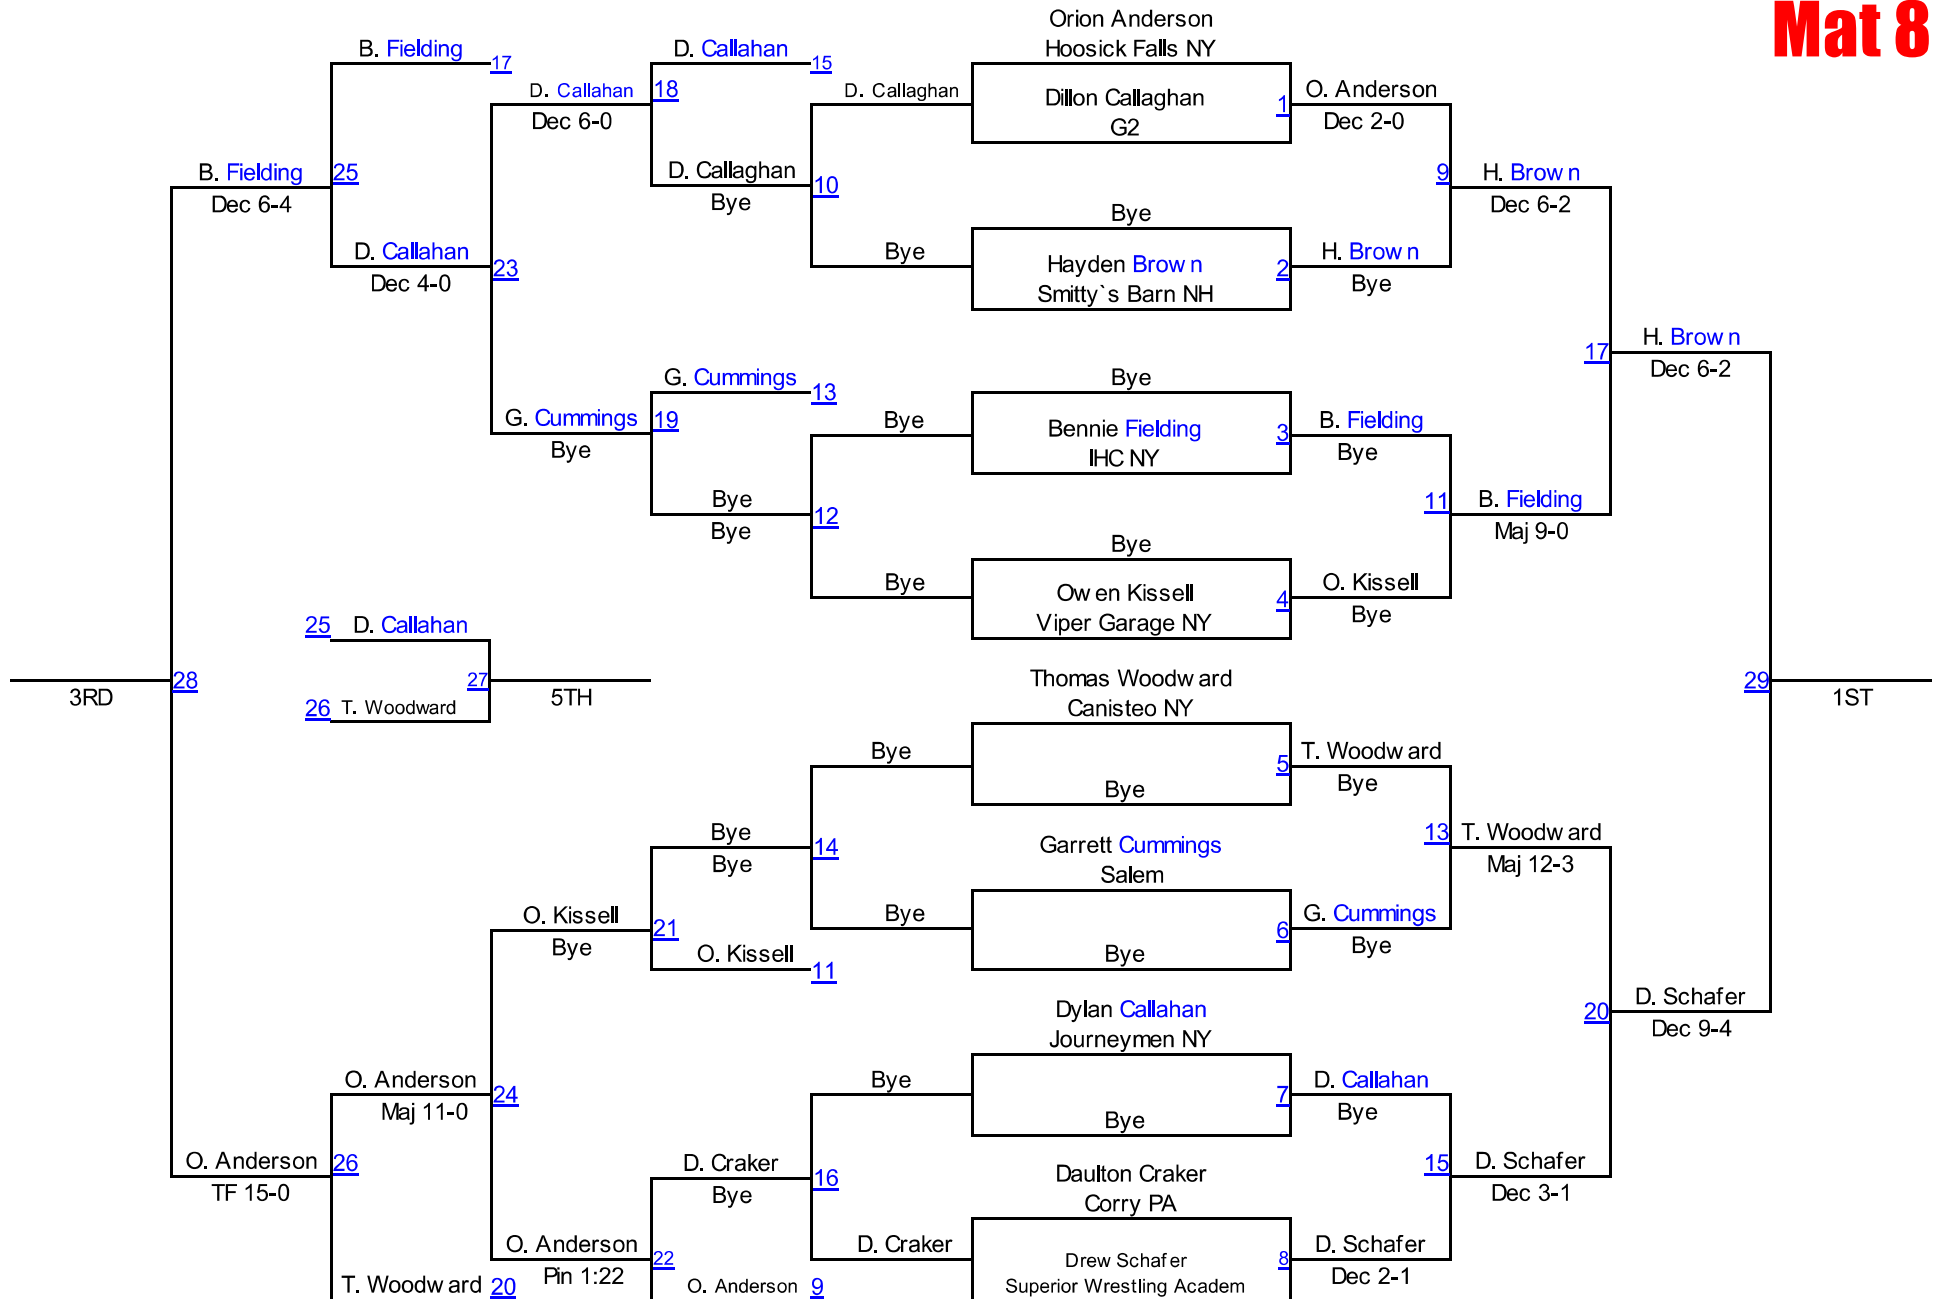 Mat 8
Orion Anderson
Hoosick Falls NY
B. Fielding
17
D. Callahan
15
D. Callahan
18
Dec 6-0
D. Callaghan
Dillon Callaghan
G2
1
O. Anderson
Dec 2-0
B. Fielding
25
Dec 6-4
D. Callaghan
Bye
10
9
H. Brown
Dec 6-2
Bye
D. Callahan
Dec 4-0
23
Bye
Hayden Brown
Smitty`s Barn NH
2
H. Brown
Bye
17
H. Brown
Dec 6-2
G. Cummings
13
Bye
G. Cummings
19
Bye
Bye
Bennie Fielding
IHC NY
3
B. Fielding
Bye
Bye
Bye
12
11
B. Fielding
Maj 9-0
Bye
Bye
Owen Kissell
Viper Garage NY
4
O. Kissell
Bye
25
D. Callahan
3RD
28
26
T. Woodward
27
5TH
Thomas Woodward
Canisteo NY
29
1ST
Bye
5
Bye
T. Woodward
Bye
Bye
Bye
14
Garrett Cummings
Salem
13
T. Woodward
Maj 12-3
O. Kissell
Bye
21
Bye
6
Bye
G. Cummings
Bye
O. Kissell
11
Dylan Callahan
Journeymen NY
20
D. Schafer
Dec 9-4
O. Anderson
Maj 11-0
24
Bye
7
Bye
D. Callahan
Bye
O. Anderson
TF 15-0
26
D. Craker
Bye
16
Daulton Craker
Corry PA
15
D. Schafer
Dec 3-1
O. Anderson
Pin 1:22
22
D. Craker
Drew Schafer
Superior Wrestling Academ
8
D. Schafer
Dec 2-1
T. Woodward
20
O. Anderson
9